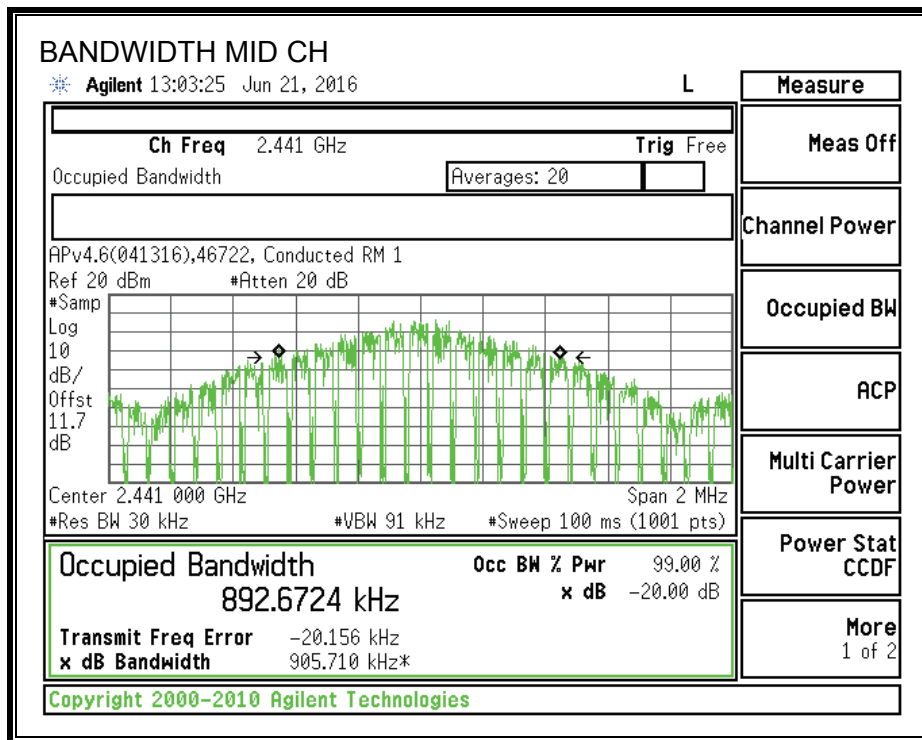 BANDWIDTH MID CH
Agilent 13:03:25 Jun 21, 2016 L
Measure
Ch Freq 2.441 GHz Trig Free
Meas Off
Occupied Bandwidth Averages: 20
Channel Power
APv4.6(041316),46722, Conducted RM 1
Ref 20 dBm #Atten 20 dB
#Samp
Log
10
dB/
Offst
11.7
dB
Occupied BW
ACP
Multi Carrier
Power
Center 2.441 000 GHz Span 2 MHz
#Res BW 30 kHz #VBW 91 kHz #Sweep 100 ms (1001 pts)
Power Stat
CCDF
Occupied Bandwidth Occ BW % Pwr 99.00 %
892.6724 kHz x dB -20.00 dB
Transmit Freq Error -20.156 kHz
x dB Bandwidth 905.710 kHz*
More
1 of 2
Copyright 2000-2010 Agilent Technologies